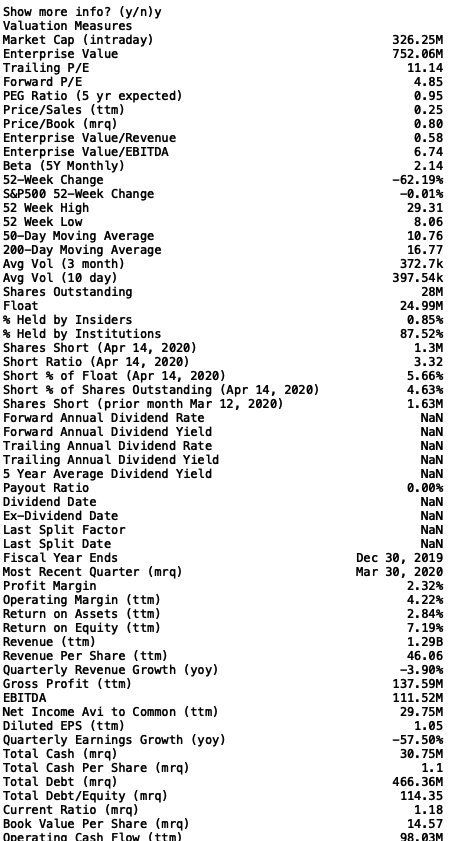 Show more info? (y/n)y
Valuation Measures
Market Cap (intraday) 326.25M
Enterprise Value 752.06M
Trailing P/E 11.14
Forward P/E 4.85
PEG Ratio (5 yr expected) 0.95
Price/Sales (ttm) 0.25
Price/Book (mrq) 0.80
Enterprise Value/Revenue 0.58
Enterprise Value/EBITDA 6.74
Beta (5Y Monthly) 2.14
52-Week Change -62.19%
S&P500 52-Week Change -0.01%
52 Week High 29.31
52 Week Low 8.06
50-Day Moving Average 10.76
200-Day Moving Average 16.77
Avg Vol (3 month) 372.7k
Avg Vol (10 day) 397.54k
Shares Outstanding 28M
Float 24.99M
% Held by Insiders 0.85%
% Held by Institutions 87.52%
Shares Short (Apr 14, 2020) 1.3M
Short Ratio (Apr 14, 2020) 3.32
Short % of Float (Apr 14, 2020) 5.66%
Short % of Shares Outstanding (Apr 14, 2020) 4.63%
Shares Short (prior month Mar 12, 2020) 1.63M
Forward Annual Dividend Rate NaN
Forward Annual Dividend Yield NaN
Trailing Annual Dividend Rate NaN
Trailing Annual Dividend Yield NaN
5 Year Average Dividend Yield NaN
Payout Ratio 0.00%
Dividend Date NaN
Ex-Dividend Date NaN
Last Split Factor NaN
Last Split Date NaN
Fiscal Year Ends Dec 30, 2019
Most Recent Quarter (mrq) Mar 30, 2020
Profit Margin 2.32%
Operating Margin (ttm) 4.22%
Return on Assets (ttm) 2.84%
Return on Equity (ttm) 7.19%
Revenue (ttm) 1.29B
Revenue Per Share (ttm) 46.06
Quarterly Revenue Growth (yoy) -3.90%
Gross Profit (ttm) 137.59M
EBITDA 111.52M
Net Income Avi to Common (ttm) 29.75M
Diluted EPS (ttm) 1.05
Quarterly Earnings Growth (yoy) -57.50%
Total Cash (mrq) 30.75M
Total Cash Per Share (mrq) 1.1
Total Debt (mrq) 466.36M
Total Debt/Equity (mrq) 114.35
Current Ratio (mrq) 1.18
Book Value Per Share (mrq) 14.57
Operating Cash Flow (ttm) 98.03M